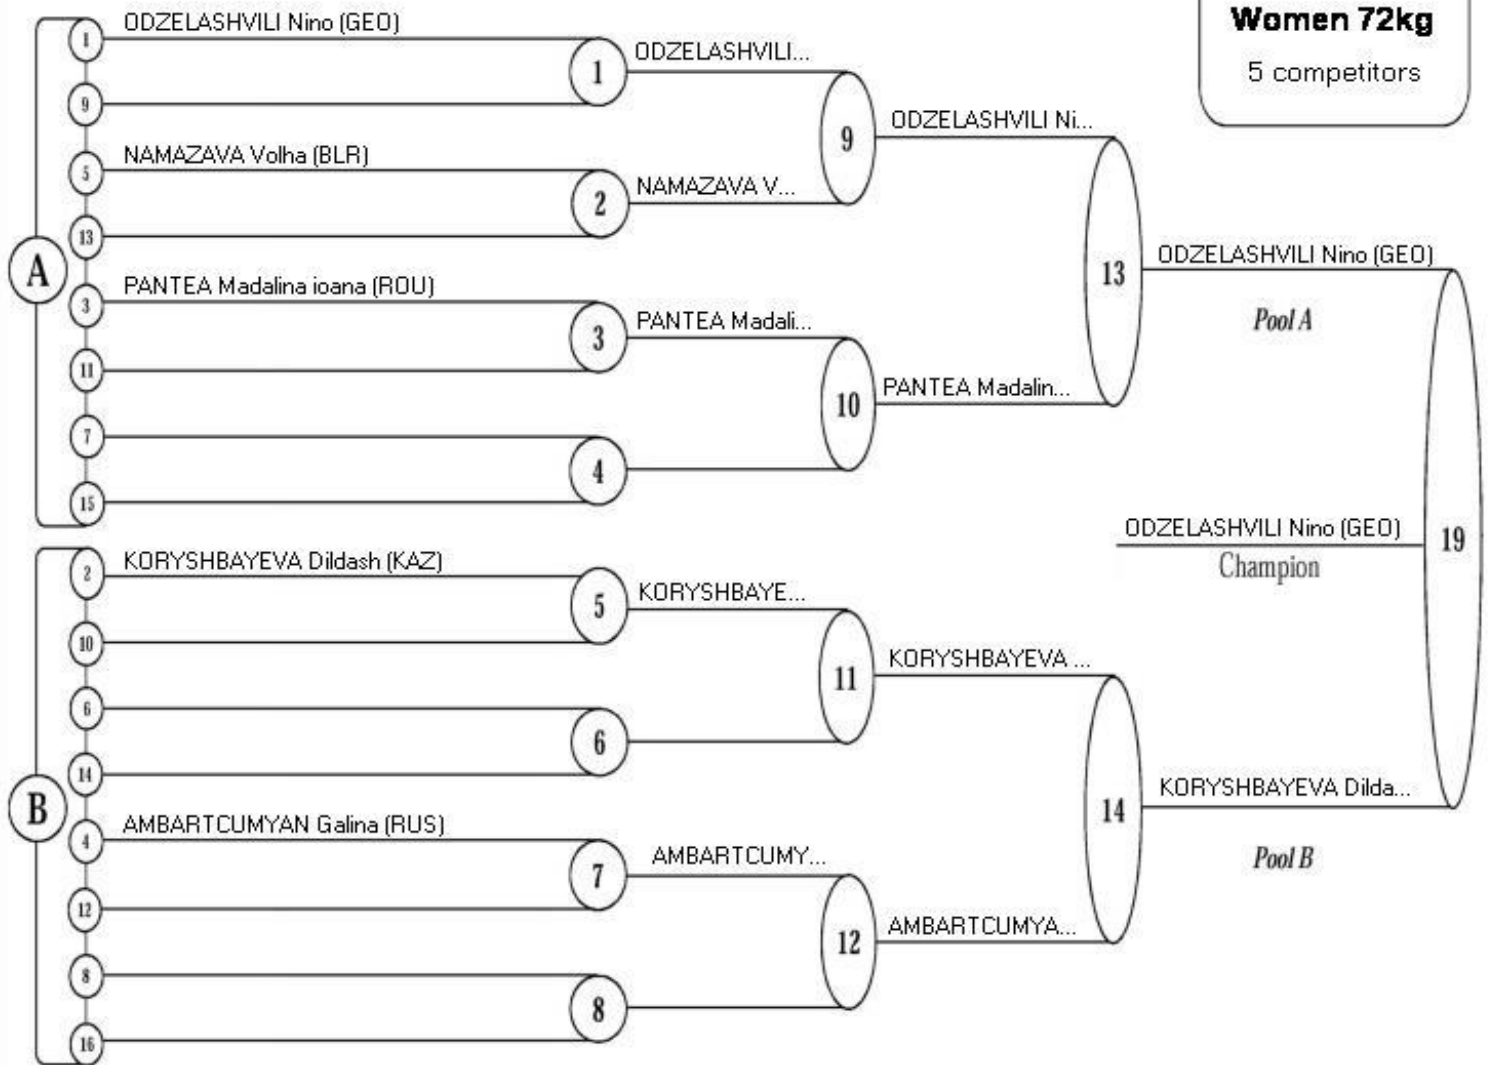 Women 72kg
5 competitors
ODZELASHVILI Nino (GEO)
1
9
1
ODZELASHVILI...
NAMAZAVA Volha (BLR)
5
13
2
NAMAZAVA V...
9
ODZELASHVILI Ni...
A
PANTEA Madalina ioana (ROU)
3
11
3
PANTEA Madali...
7
15
4
10
PANTEA Madalin...
13
ODZELASHVILI Nino (GEO)
Pool A
ODZELASHVILI Nino (GEO)
Champion
19
KORYSHBAYEVA Dildash (KAZ)
2
10
5
KORYSHBAYE...
6
14
6
11
KORYSHBAYEVA ...
B
AMBARTCUMYAN Galina (RUS)
4
12
7
AMBARTCUMY...
8
16
8
12
AMBARTCUMYA...
14
KORYSHBAYEVA Dilda...
Pool B